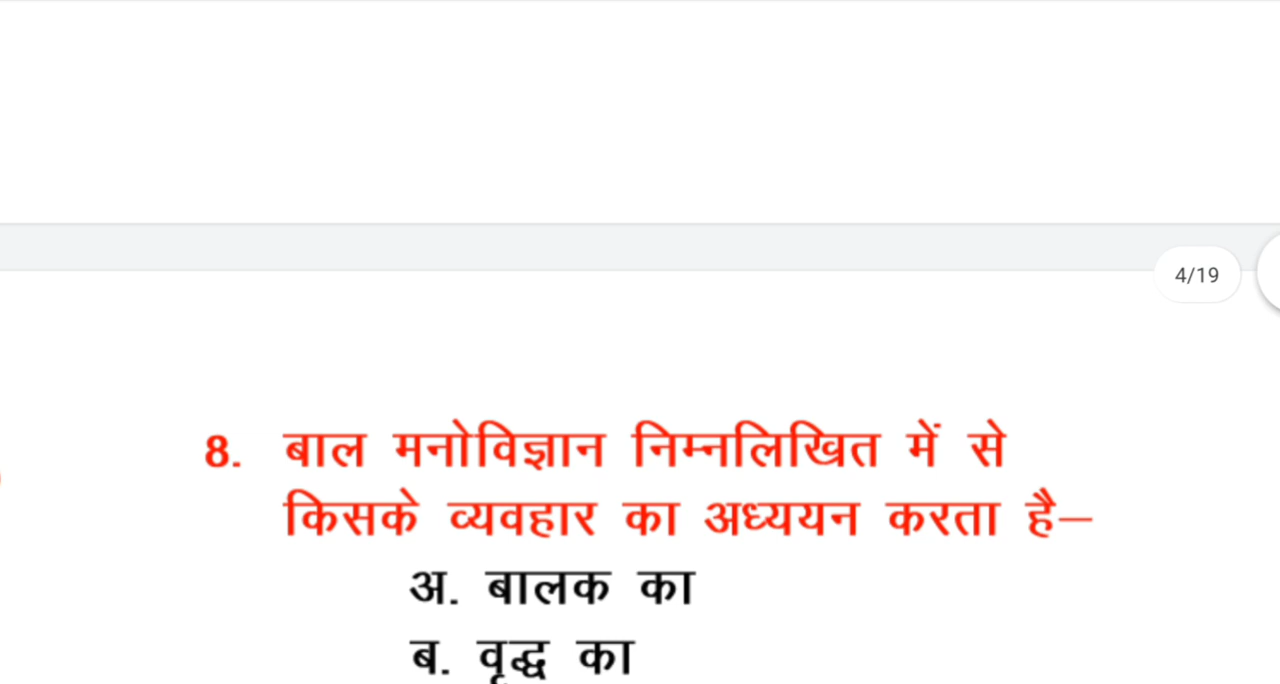 4/19
8. बाल मनोविज्ञान निम्नलिखित में से
किसके व्यवहार का अध्ययन करता है–
अ. बालक का
ब. वृद्ध का